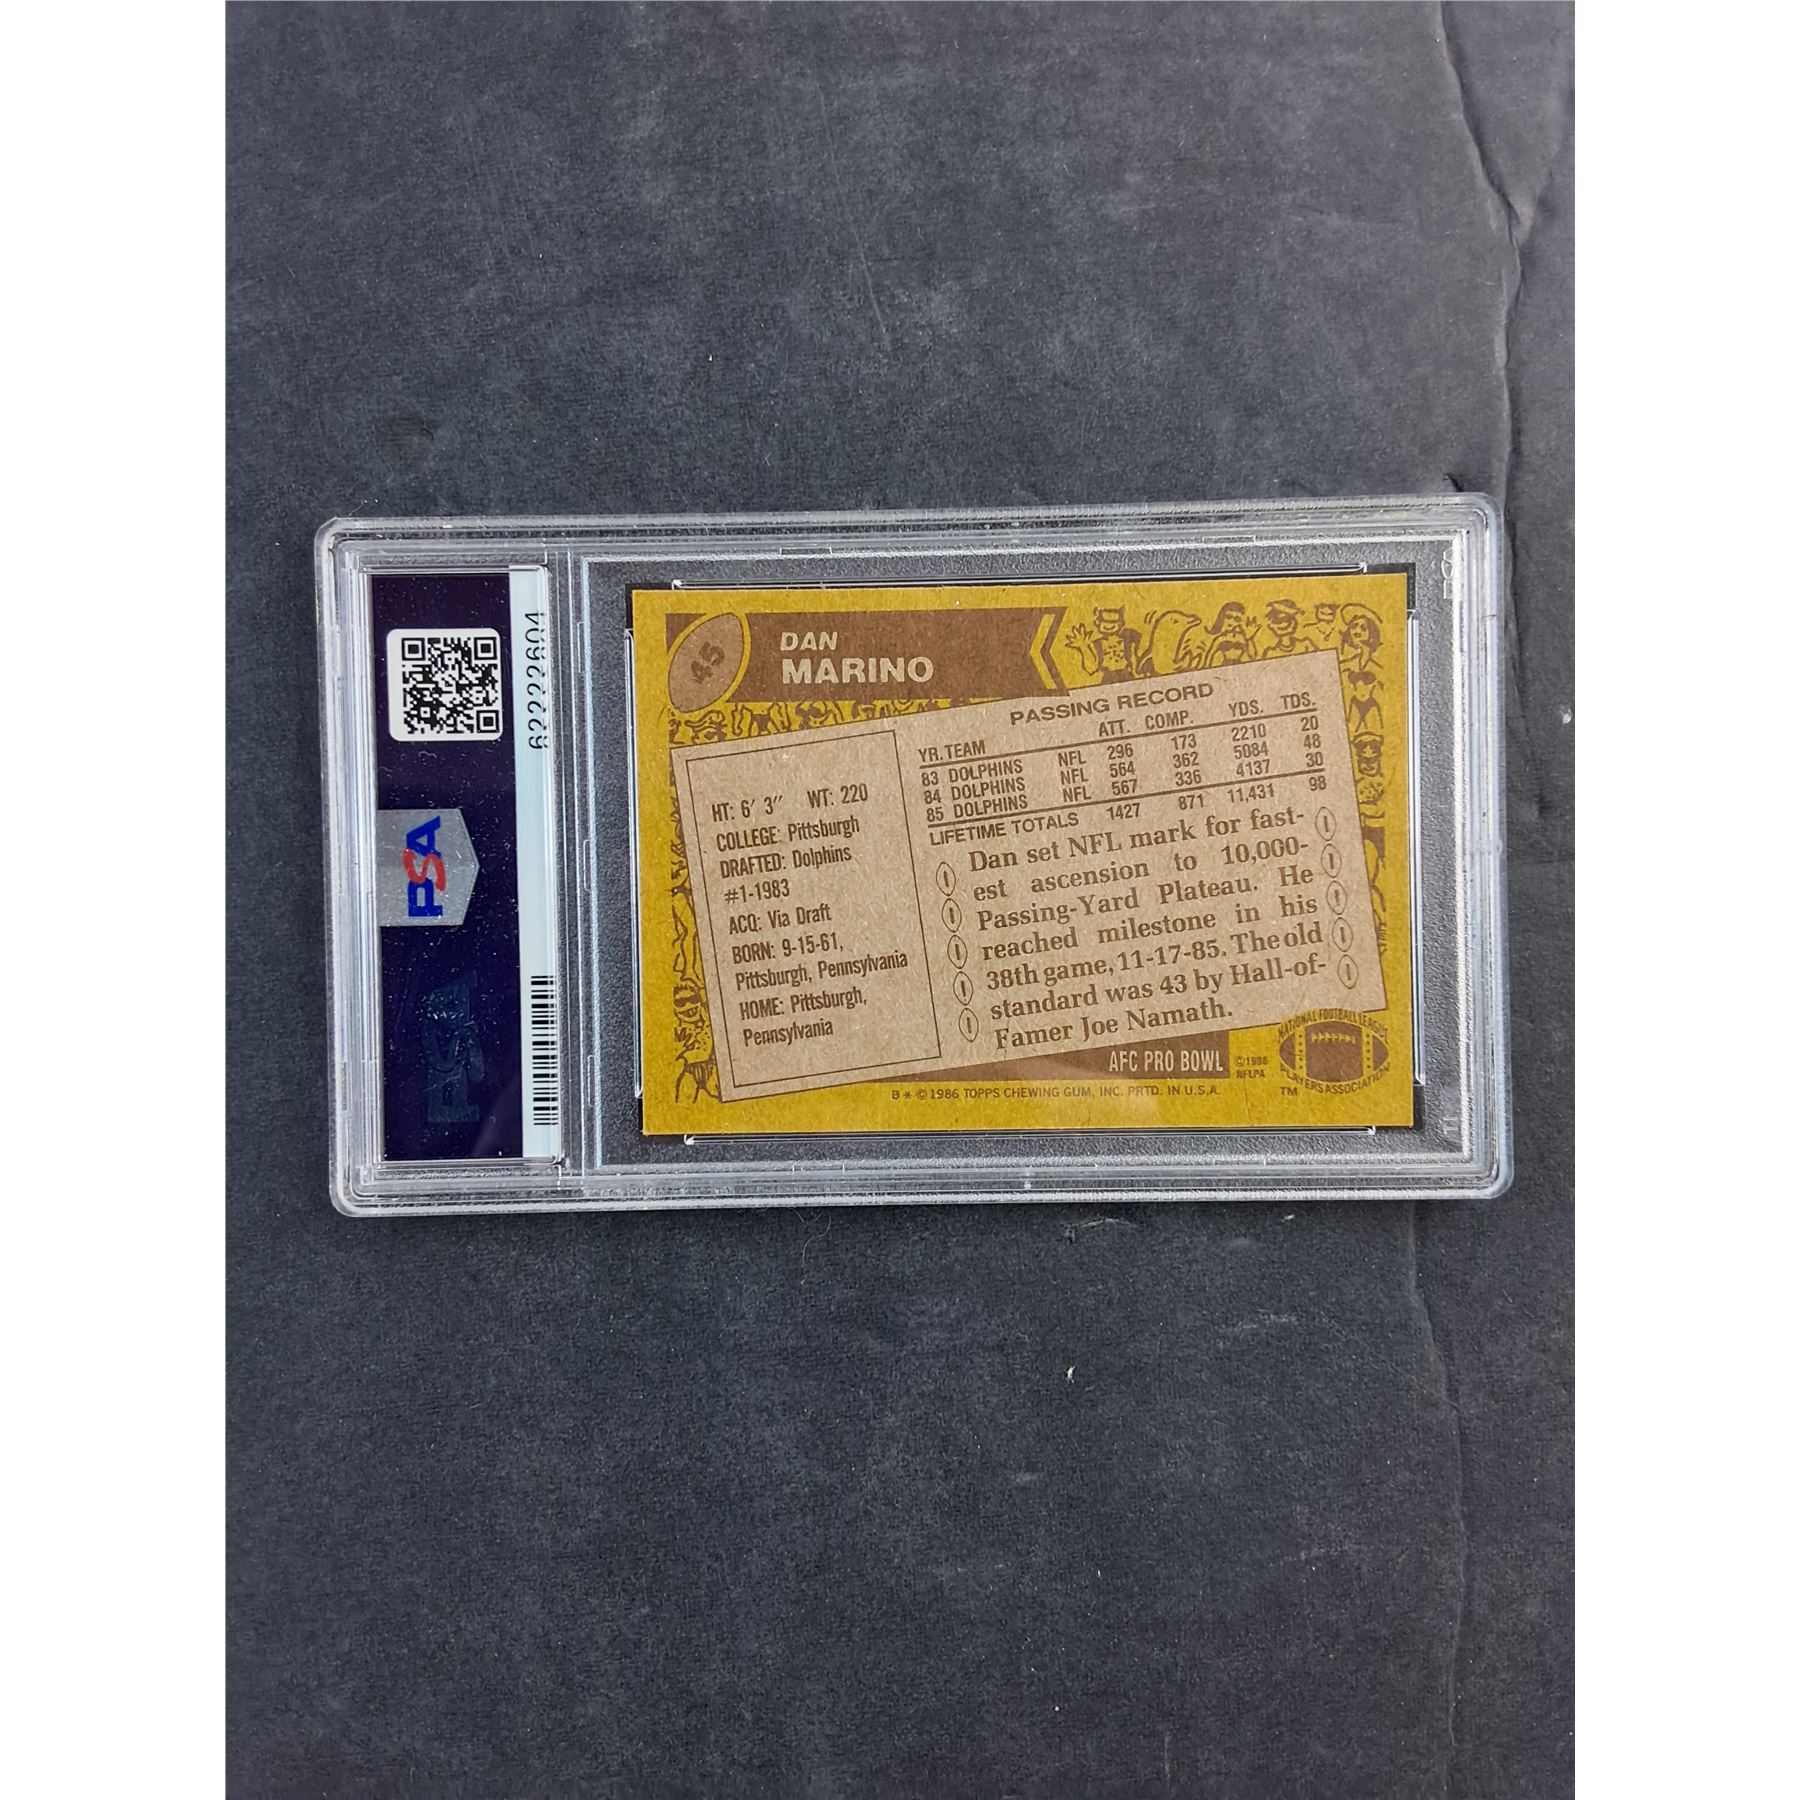 62222604
PSA
PSA
45
DAN
MARINO
PASSING RECORD
YR. TEAM ATT. COMP. YDS. TDS.
83 DOLPHINS NFL 296 173 2210 20
84 DOLPHINS NFL 564 362 5084 48
85 DOLPHINS NFL 567 336 4137 30
LIFETIME TOTALS 1427 871 11,431 98
HT: 6' 3" WT: 220
COLLEGE: Pittsburgh
DRAFTED: Dolphins
#1-1983
ACQ: Via Draft
BORN: 9-15-61,
Pittsburgh, Pennsylvania
HOME: Pittsburgh,
Pennsylvania
Dan set NFL mark for fast-
est ascension to 10,000-
Passing-Yard Plateau. He
reached milestone in his
38th game, 11-17-85. The old
standard was 43 by Hall-of-
Famer Joe Namath.
AFC PRO BOWL
© 1986
NFLPA
NATIONAL FOOTBALL LEAGUE
PLAYERS ASSOCIATION
TM
B * © 1986 TOPPS CHEWING GUM, INC. PRTD. IN U.S.A.